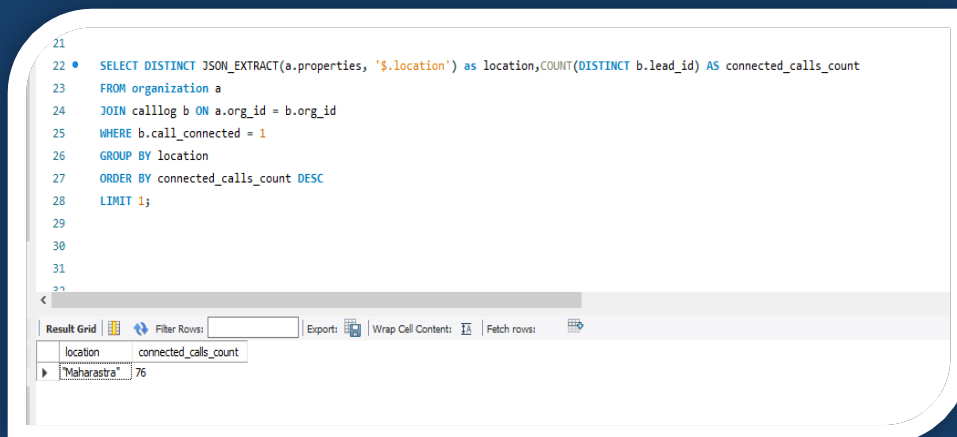 21
22 SELECT DISTINCT JSON_EXTRACT(a.properties, '$.location') as location,COUNT(DISTINCT b.lead_id) AS connected_calls_count
23 FROM organization a
24 JOIN calllog b ON a.org_id = b.org_id
25 WHERE b.call_connected = 1
26 GROUP BY location
27 ORDER BY connected_calls_count DESC
28 LIMIT 1;
29
30
31
Result Grid Filter Rows: Export: Wrap Cell Content: Fetch rows:
location connected_calls_count
"Maharastra" 76